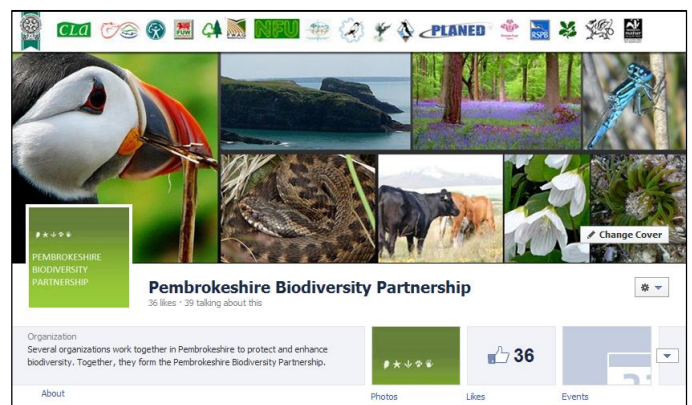 CLA
FUW
FWAG
NFU
PLANED
RSPB
PEMBROKESHIRE
BIODIVERSITY
PARTNERSHIP
Change Cover
Pembrokeshire Biodiversity Partnership
36 likes · 39 talking about this
Organization
Several organizations work together in Pembrokeshire to protect and enhance
biodiversity. Together, they form the Pembrokeshire Biodiversity Partnership.
About
Photos
36
Likes
31
Events